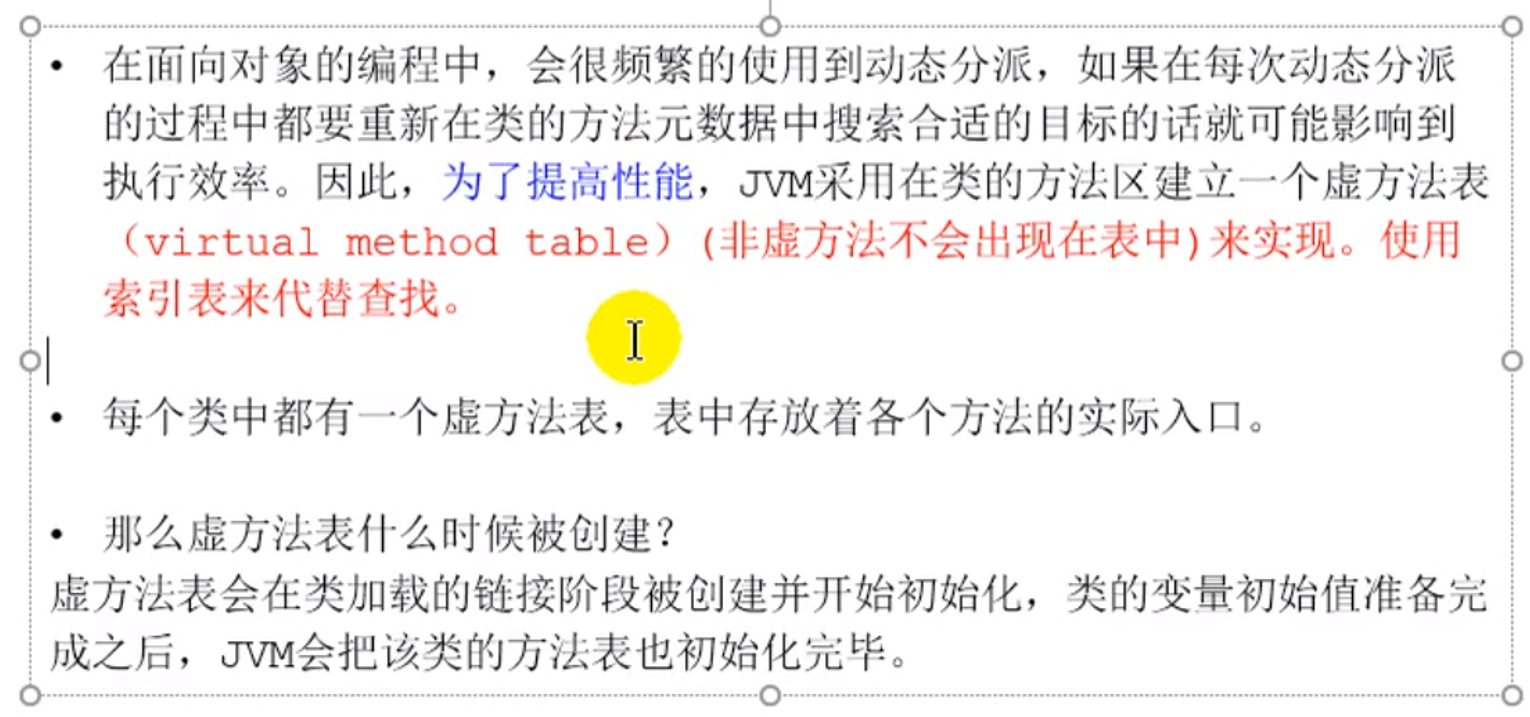 • 在面向对象的编程中，会很频繁的使用到动态分派，如果在每次动态分派
的过程中都要重新在类的方法元数据中搜索合适的目标的话就可能影响到
执行效率。因此，为了提高性能，JVM采用在类的方法区建立一个虚方法表
（virtual method table）(非虚方法不会出现在表中)来实现。使用
索引表来代替查找。
• 每个类中都有一个虚方法表，表中存放着各个方法的实际入口。
• 那么虚方法表什么时候被创建？
虚方法表会在类加载的链接阶段被创建并开始初始化，类的变量初始值准备完
成之后，JVM会把该类的方法表也初始化完毕。